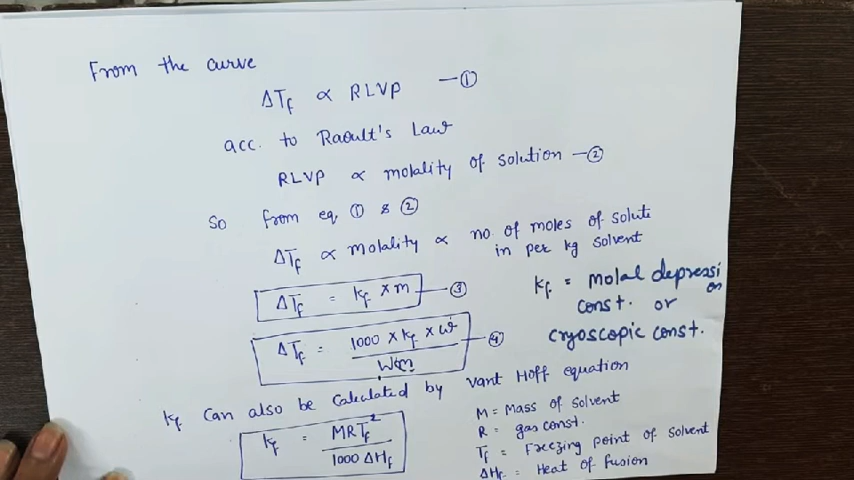 From the curve
ΔTf ∝ RLVP —①
acc. to Raoult's Law
RLVP ∝ molality of solution —②
So from eq ① & ②
ΔTf ∝ molality ∝ no. of moles of solute
in per kg solvent
ΔTf = kf × m —③
kf = molal depression
const. or
cryoscopic const.
ΔTf = 1000 × kf × w / W —④
kf can also be calculated by vant Hoff equation
kf = MRTf² / 1000 ΔHf
M = Mass of solvent
R = gas const.
Tf = Freezing point of solvent
ΔHf = Heat of fusion